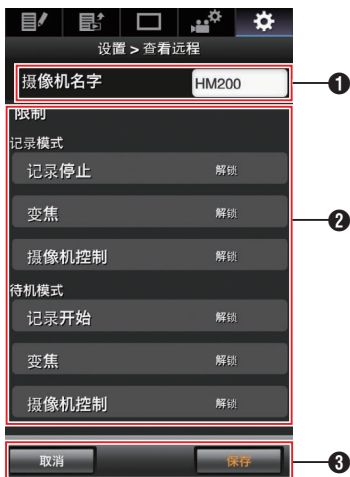 设置 > 查看远程
摄像机名字 HM200 ❶
限制
记录模式
记录停止 解锁
变焦 解锁 ❷
摄像机控制 解锁
待机模式
记录开始 解锁
变焦 解锁
摄像机控制 解锁
取消 保存 ❸